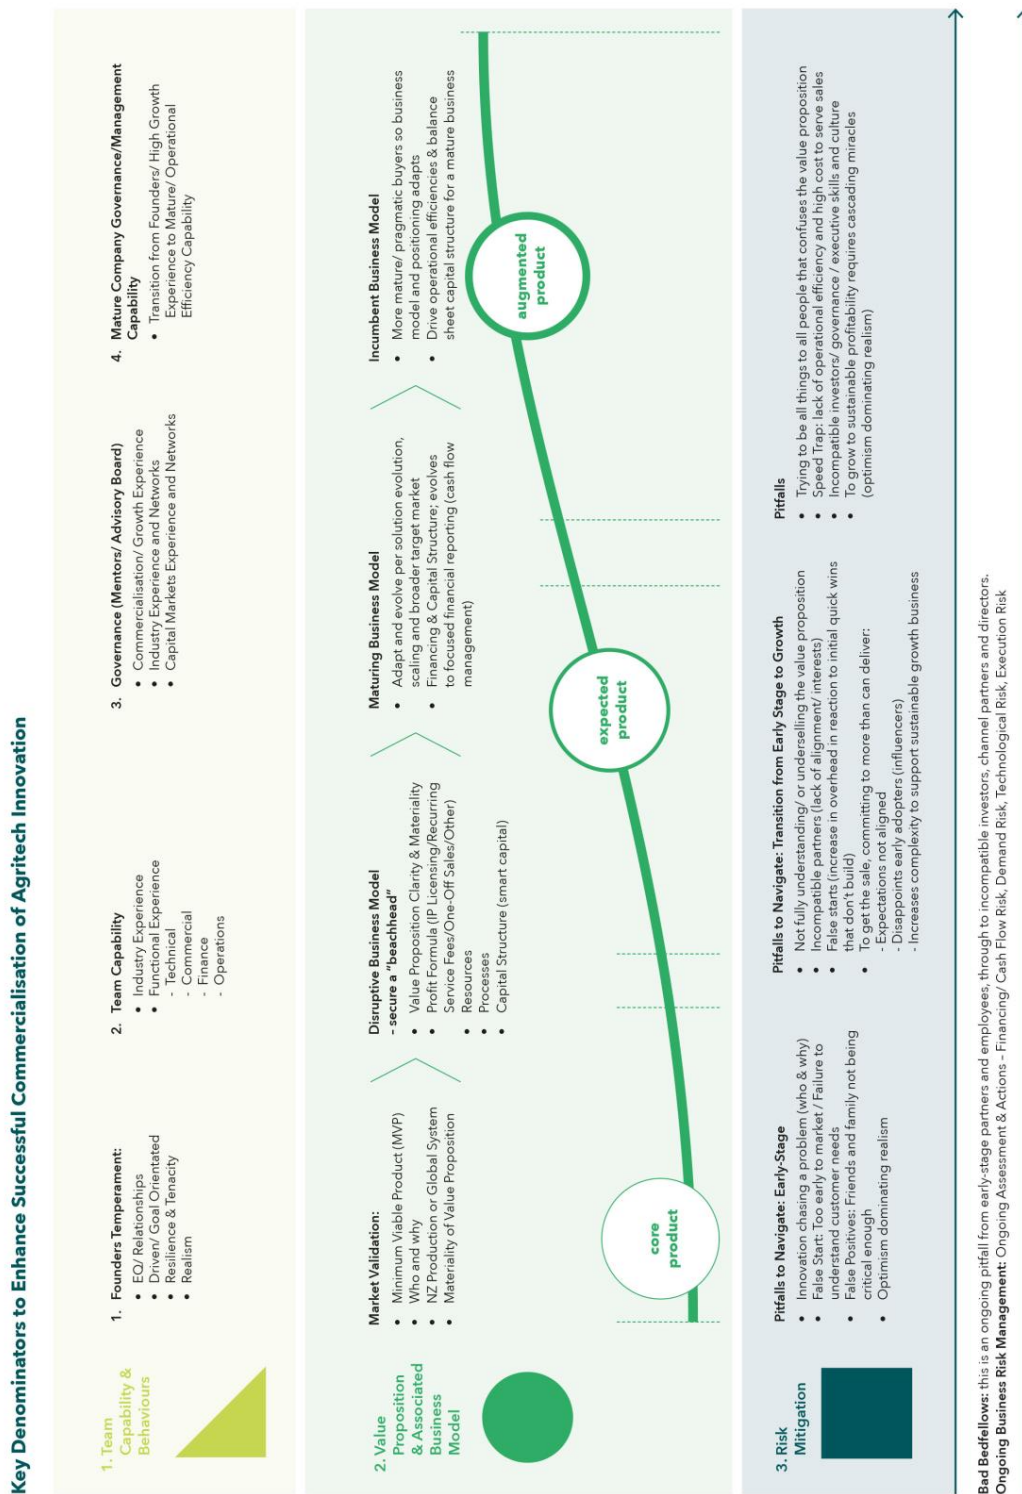 Key Denominators to Enhance Successful Commercialisation of Agritech Innovation
1. Team
Capability &
Behaviours
1. Founders Temperament:
• EQ/ Relationships
• Driven/ Goal Orientated
• Resilience & Tenacity
• Realism
2. Team Capability
• Industry Experience
• Functional Experience
- Technical
- Commercial
- Finance
- Operations
3. Governance (Mentors/ Advisory Board)
• Commercialisation/ Growth Experience
• Industry Experience and Networks
• Capital Markets Experience and Networks
4. Mature Company Governance/Management
Capability
• Transition from Founders/ High Growth
Experience to Mature/ Operational
Efficiency Capability
2. Value
Proposition
& Associated
Business
Model
Market Validation:
• Minimum Viable Product (MVP)
• Who and why
• NZ Production or Global System
• Materiality of Value Proposition
Disruptive Business Model
- secure a "beachhead"
• Value Proposition Clarity & Materiality
• Profit Formula (IP Licensing/Recurring
Service Fees/One-Off Sales/Other)
• Resources
• Processes
• Capital Structure (smart capital)
Maturing Business Model
• Adapt and evolve per solution evolution,
scaling and broader target market
• Financing & Capital Structure; evolves
to focused financial reporting (cash flow
management)
Incumbent Business Model
• More mature/ pragmatic buyers so business
model and positioning adapts
• Drive operational efficiencies & balance
sheet capital structure for a mature business
core
product
expected
product
augmented
product
3. Risk
Mitigation
Pitfalls to Navigate: Early-Stage
• Innovation chasing a problem (who & why)
• False Start: Too early to market / Failure to
understand customer needs
• False Positives: Friends and family not being
critical enough
• Optimism dominating realism
Pitfalls to Navigate: Transition from Early Stage to Growth
• Not fully understanding/ or underselling the value proposition
• Incompatible partners (lack of alignment/ interests)
• False starts (increase in overhead in reaction to initial quick wins
that don't build)
• To get the sale, committing to more than can deliver:
- Expectations not aligned
- Disappoints early adopters (influencers)
- Increases complexity to support sustainable growth business
Pitfalls
• Trying to be all things to all people that confuses the value proposition
• Speed Trap: lack of operational efficiency and high cost to serve sales
• Incompatible investors/ governance / executive skills and culture
• To grow to sustainable profitability requires cascading miracles
(optimism dominating realism)
Bad Bedfellows: this is an ongoing pitfall from early-stage partners and employees, through to incompatible investors, channel partners and directors.
Ongoing Business Risk Management: Ongoing Assessment & Actions – Financing/ Cash Flow Risk, Demand Risk, Technological Risk, Execution Risk